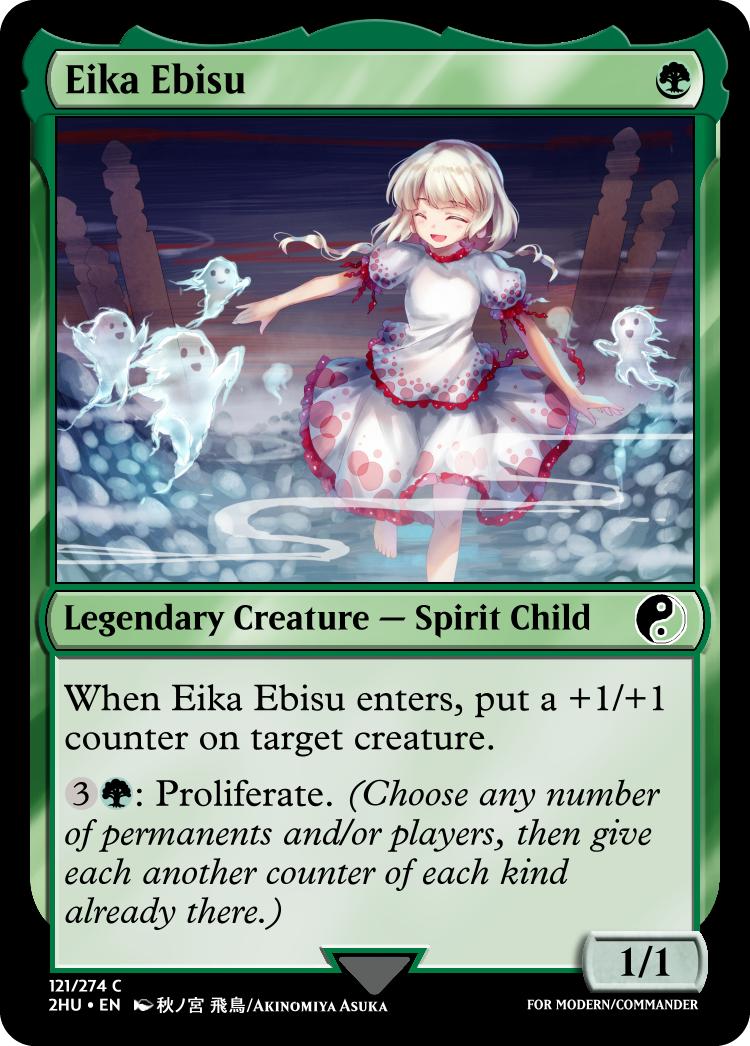 Eika Ebisu
Legendary Creature — Spirit Child
When Eika Ebisu enters, put a +1/+1
counter on target creature.
3: Proliferate. (Choose any number
of permanents and/or players, then give
each another counter of each kind
already there.)
1/1
121/274 C
2HU • EN 秋ノ宮 飛鳥/Akinomiya Asuka
FOR MODERN/COMMANDER